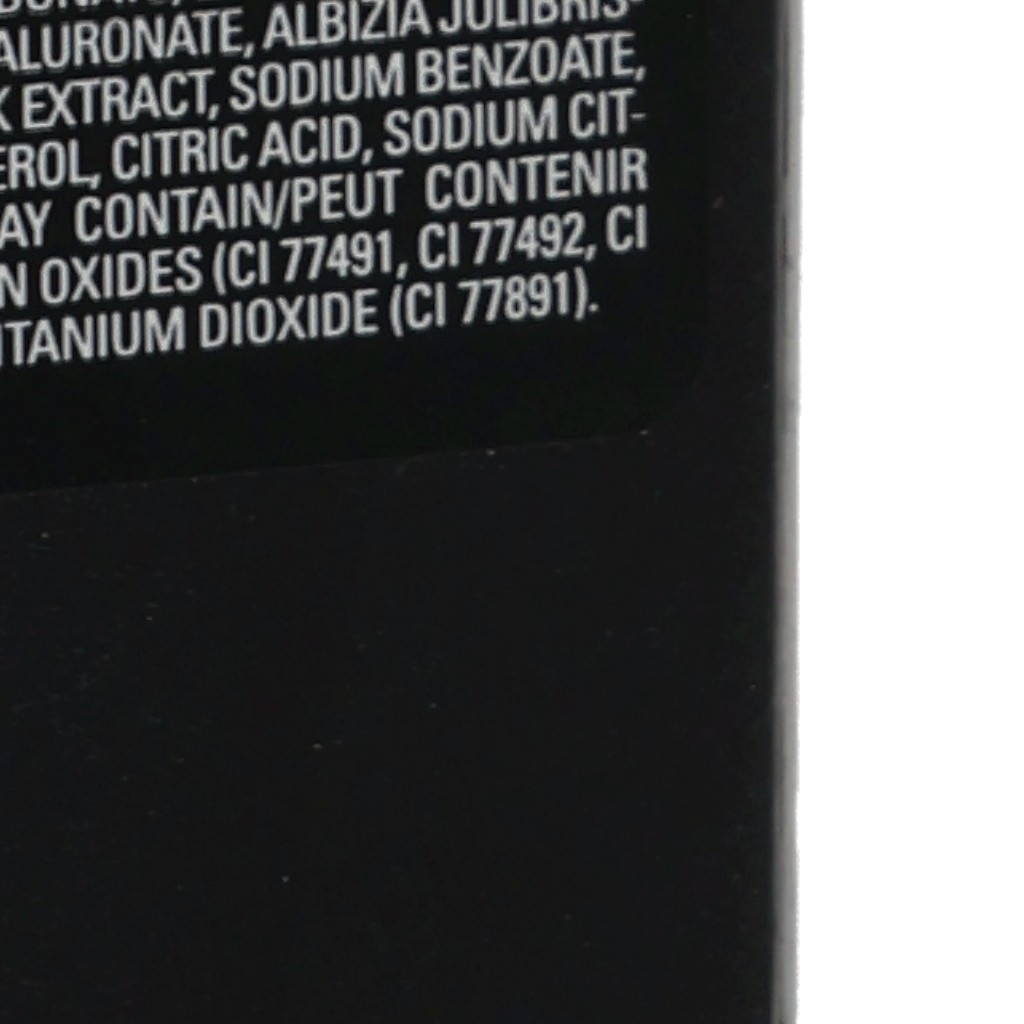 ALURONATE, ALBIZIA JULIBRIS-
K EXTRACT, SODIUM BENZOATE,
EROL, CITRIC ACID, SODIUM CIT-
AY CONTAIN/PEUT CONTENIR
N OXIDES (CI 77491, CI 77492, CI
ITANIUM DIOXIDE (CI 77891).